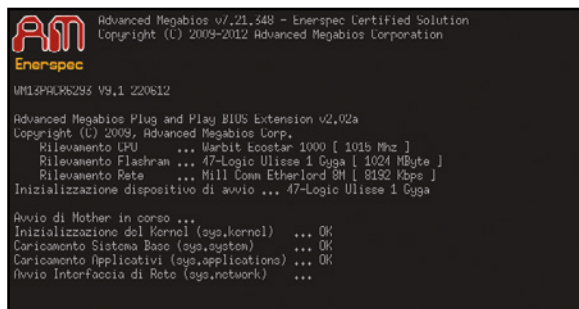 AM
Advanced Megabios v7.21.348 - Enerspec Certified Solution
Copyright (C) 2009-2012 Advanced Megabios Corporation
Enerspec
WM13PACR6293 V9.1 220612
Advanced Megabios Plug and Play BIOS Extension v2.02a
Copyright (C) 2009, Advanced Megabios Corp.
Rilevamento CPU ... Warbit Ecostar 1000 [ 1015 Mhz ]
Rilevamento Flashram ... 47-Logic Ulisse 1 Gyga [ 1024 MByte ]
Rilevamento Rete ... Mill Comm Etherlord 8M [ 8192 Kbps ]
Inizializzazione dispositivo di avvio ... 47-Logic Ulisse 1 Gyga
Avvio di Mother in corso ...
Inizializzazione del Kernel (sys.kernel) ... OK
Caricamento Sistema Base (sys.system) ... OK
Caricamento Applicativi (sys.applications) ... OK
Avvio Interfaccia di Rete (sys.network) ...